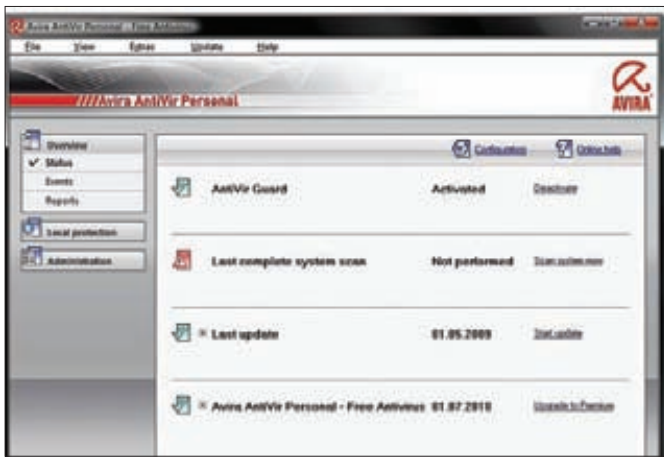 Avira AntiVir Personal - Free Antivirus
File View Extras Update Help
Avira AntiVir Personal
AVIRA
Overview
Configuration Online help
Status
Events
Reports
AntiVir Guard Activated Deactivate
Local protection
Last complete system scan Not performed Scan system now
Administration
Last update 01.05.2009 Start update
Avira AntiVir Personal - Free Antivirus 01.07.2010 Upgrade to Premium